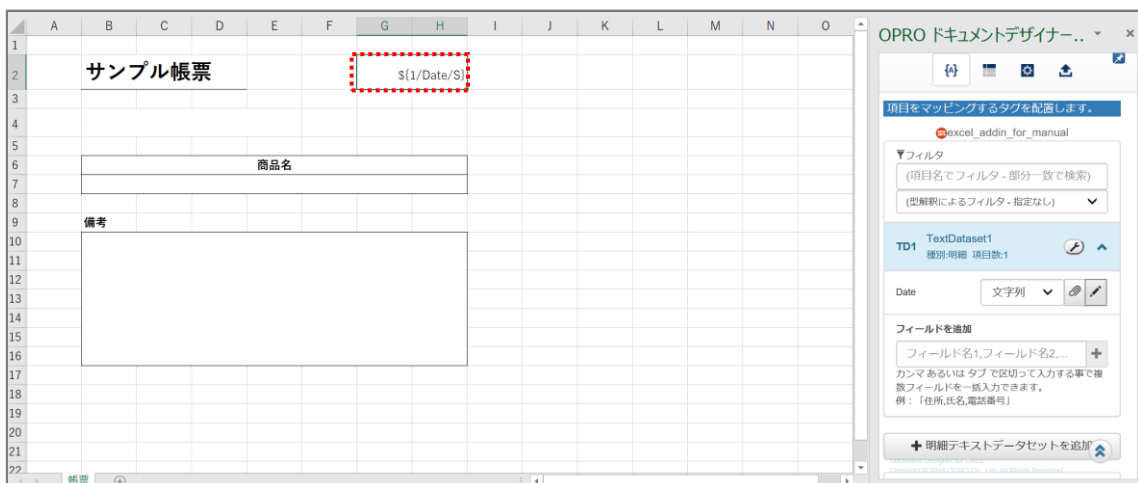 A B C D E F G H I J K L M N O
1
2 サンプル帳票 ${1/Date/S}
3
4
5
6 商品名
7
8
9 備考
10
11
12
13
14
15
16
17
18
19
20
21
22
帳票
OPRO ドキュメントデザイナー..
{A}
項目をマッピングするタグを配置します。
excel_addin_for_manual
フィルタ
(項目名でフィルタ - 部分一致で検索)
(型解釈によるフィルタ - 指定なし)
TD1 TextDataset1
種別:明細 項目数:1
Date 文字列
フィールドを追加
フィールド名1,フィールド名2,...
カンマ あるいは タブ で区切って入力する事で複
数フィールドを一括入力できます。
例：「住所,氏名,電話番号」
明細テキストデータセットを追加
Copyright © 2018 OPRO Co., Ltd. All Rights Reserved.